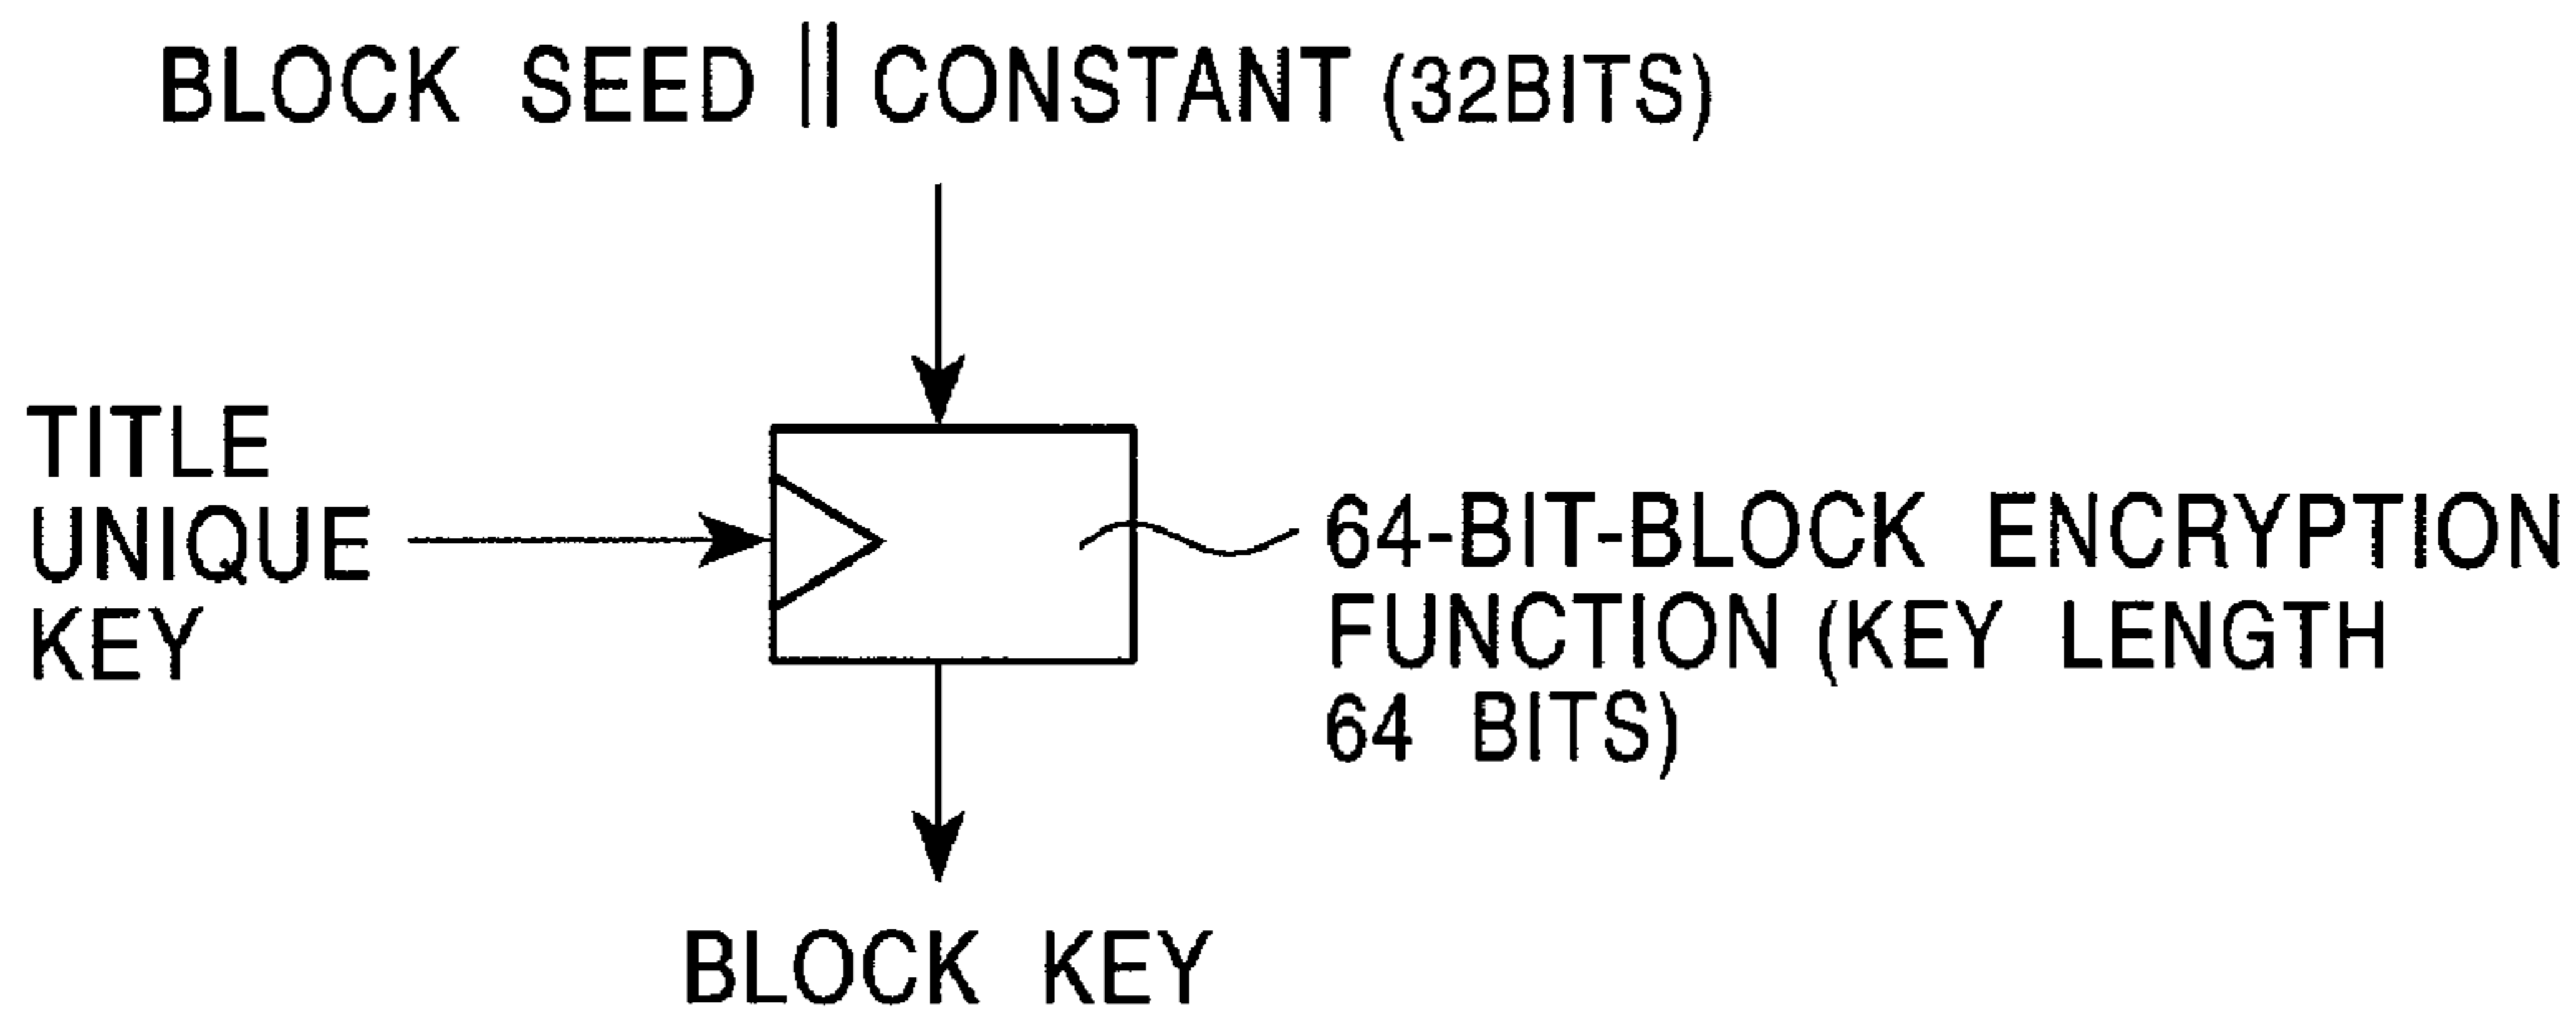 BLOCK SEED || CONSTANT (32BITS)
TITLE
UNIQUE
KEY
64-BIT-BLOCK ENCRYPTION
FUNCTION (KEY LENGTH
64 BITS)
BLOCK KEY